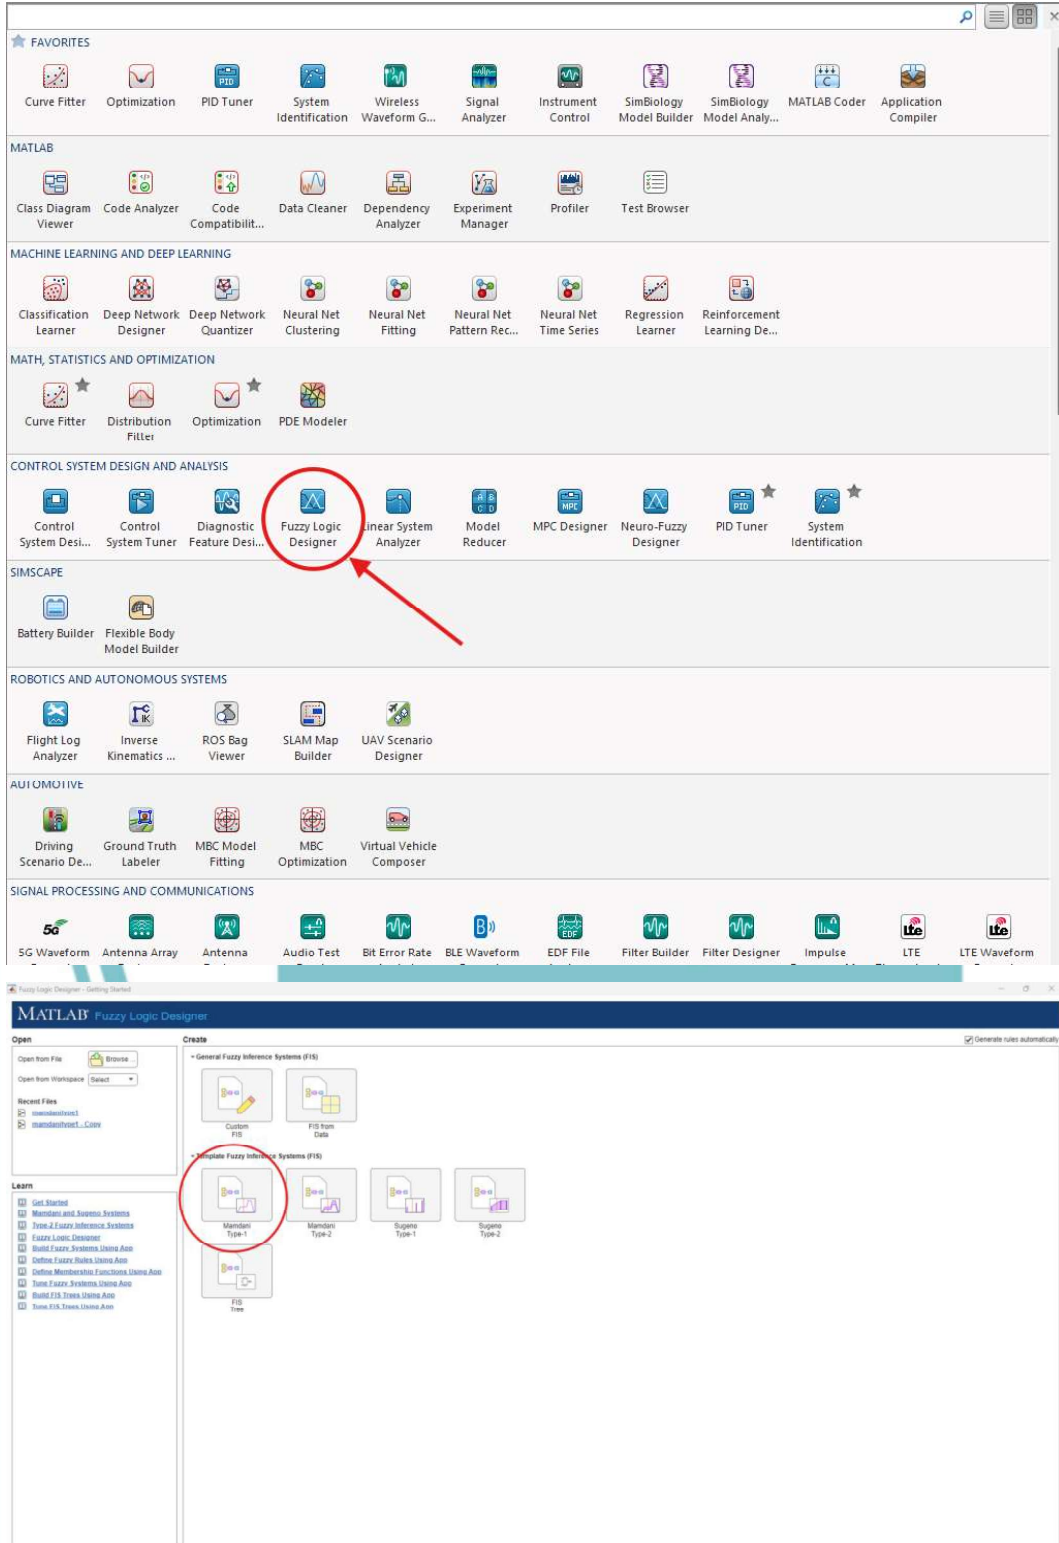 FAVORITES
Curve Fitter Optimization PID Tuner System Wireless Signal Instrument SimBiology SimBiology MATLAB Coder Application
Identification Waveform G... Analyzer Control Model Builder Model Analy... Compiler
MATLAB
Class Diagram Code Analyzer Code Data Cleaner Dependency Experiment Profiler Test Browser
Viewer Compatibilit... Analyzer Manager
MACHINE LEARNING AND DEEP LEARNING
Classification Deep Network Deep Network Neural Net Neural Net Neural Net Neural Net Regression Reinforcement
Learner Designer Quantizer Clustering Fitting Pattern Rec... Time Series Learner Learning De...
MATH, STATISTICS AND OPTIMIZATION
Curve Fitter Distribution Optimization PDE Modeler
Fitter
CONTROL SYSTEM DESIGN AND ANALYSIS
Control Control Diagnostic Fuzzy Logic Linear System Model MPC Designer Neuro-Fuzzy PID Tuner System
System Desi... System Tuner Feature Desi... Designer Analyzer Reducer Designer Identification
SIMSCAPE
Battery Builder Flexible Body
Model Builder
ROBOTICS AND AUTONOMOUS SYSTEMS
Flight Log Inverse ROS Bag SLAM Map UAV Scenario
Analyzer Kinematics ... Viewer Builder Designer
AUTOMOTIVE
Driving Ground Truth MBC Model MBC Virtual Vehicle
Scenario De... Labeler Fitting Optimization Composer
SIGNAL PROCESSING AND COMMUNICATIONS
5G Waveform Antenna Array Antenna Audio Test Bit Error Rate BLE Waveform EDF File Filter Builder Filter Designer Impulse LTE LTE Waveform
Fuzzy Logic Designer - Getting Started
MATLAB Fuzzy Logic Designer
Open
Open from File Browse ...
Open from Workspace Select
Recent Files
mamdanitype1
mamdanitype1 - Copy
Learn
Get Started
Mamdani and Sugeno Systems
Type-2 Fuzzy Inference Systems
Fuzzy Logic Designer
Build Fuzzy Systems Using App
Define Fuzzy Rules Using App
Define Membership Functions Using App
Tune Fuzzy Systems Using App
Build FIS Trees Using App
Tune FIS Trees Using App
Create
Generate rules automatically
General Fuzzy Inference Systems (FIS)
Custom FIS from
FIS Data
Template Fuzzy Inference Systems (FIS)
Mamdani Mamdani Sugeno Sugeno
Type-1 Type-2 Type-1 Type-2
FIS
Tree